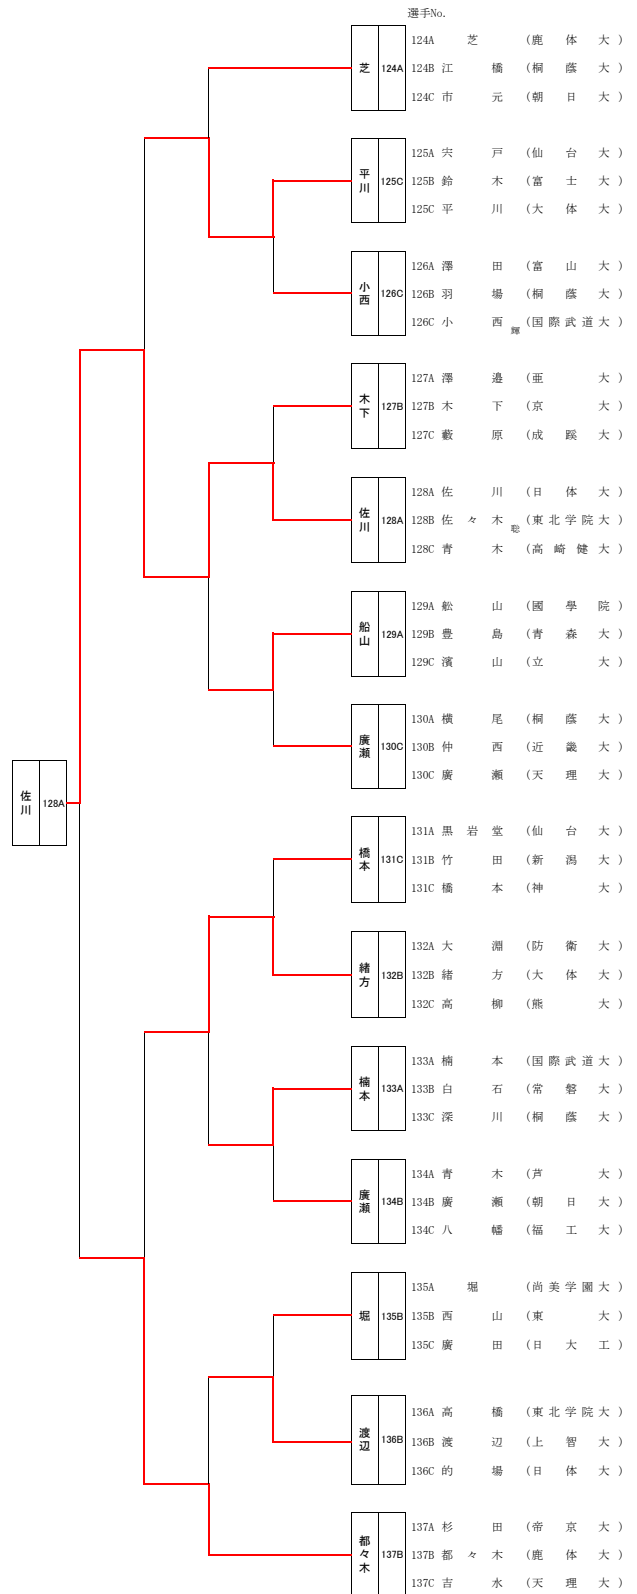 選手No.
芝 124A
124A 芝 (鹿体大)
124B 江橋 (桐蔭大)
124C 市元 (朝日大)
平川 125C
125A 宍戸 (仙台大)
125B 鈴木 (富士大)
125C 平川 (大体大)
小西 126C
126A 澤田 (富山大)
126B 羽場 (桐蔭大)
126C 小西輝 (国際武道大)
木下 127B
127A 澤邉 (亜大)
127B 木下 (京大)
127C 藪原 (成蹊大)
佐川 128A
128A 佐川 (日体大)
128B 佐々木聡 (東北学院大)
128C 青木 (高崎健大)
船山 129A
129A 舩山 (國學院)
129B 豊島 (青森大)
129C 濱山 (立大)
廣瀬 130C
130A 横尾 (桐蔭大)
130B 仲西 (近畿大)
130C 廣瀬 (天理大)
佐川 128A
橋本 131C
131A 黒岩堂 (仙台大)
131B 竹田 (新潟大)
131C 橋本 (神大)
緒方 132B
132A 大淵 (防衛大)
132B 緒方 (大体大)
132C 高柳 (熊大)
楠本 133A
133A 楠本 (国際武道大)
133B 白石 (常磐大)
133C 深川 (桐蔭大)
廣瀬 134B
134A 青木 (芦大)
134B 廣瀬 (朝日大)
134C 八幡 (福工大)
堀 135B
135A 堀 (尚美学園大)
135B 西山 (東大)
135C 廣田 (日大工)
渡辺 136B
136A 高橋 (東北学院大)
136B 渡辺 (上智大)
136C 的場 (日体大)
都々木 137B
137A 杉田 (帝京大)
137B 都々木 (鹿体大)
137C 吉水 (天理大)